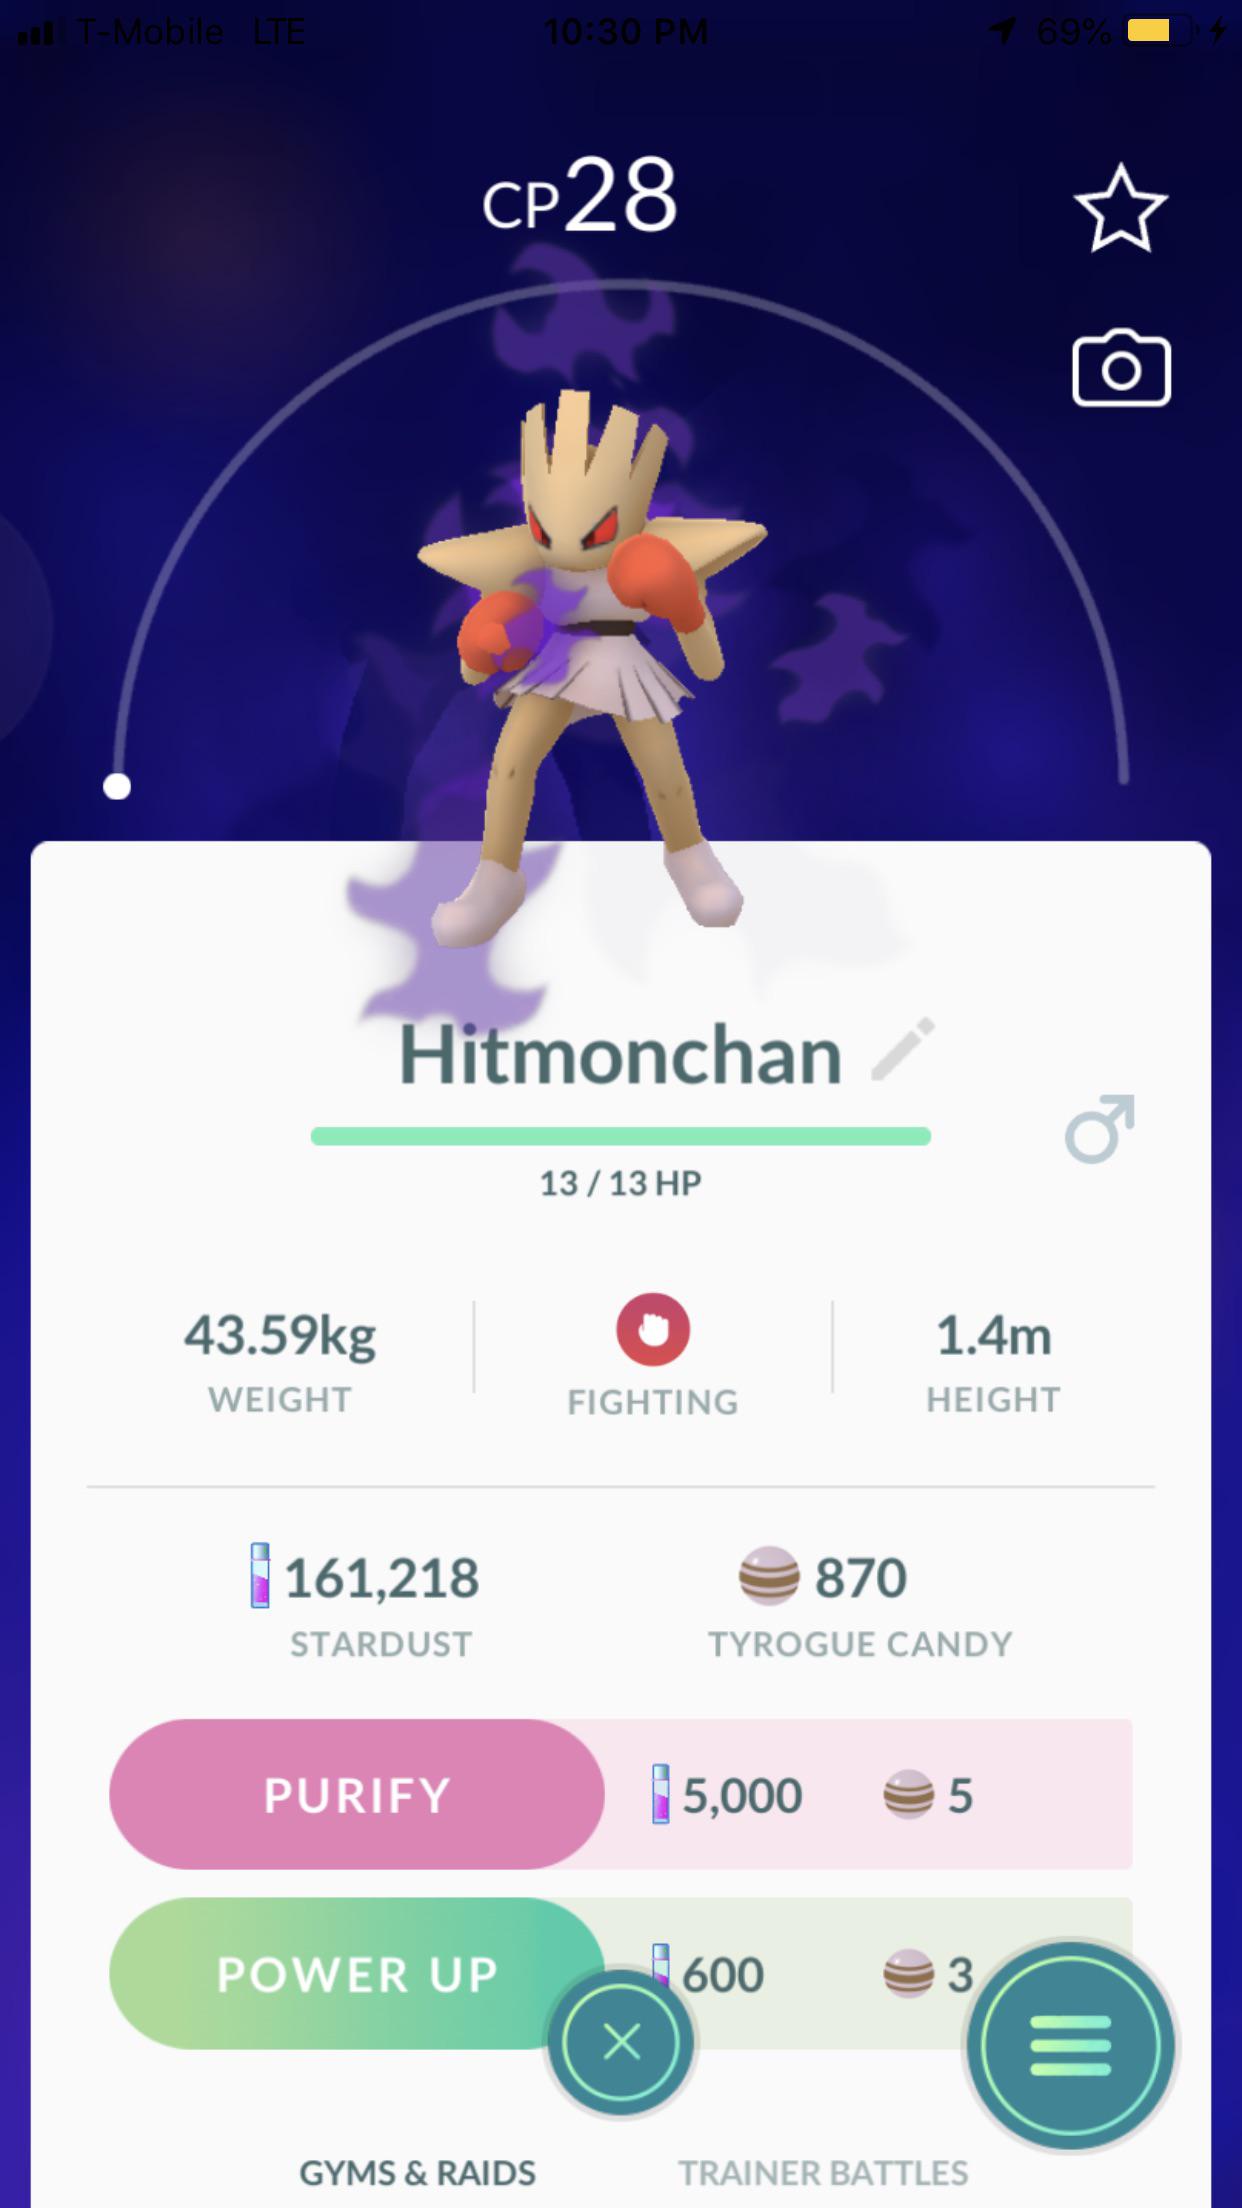 T-Mobile LTE 10:30 PM 69%
CP28
Hitmonchan
13 / 13 HP
43.59kg
WEIGHT
FIGHTING
1.4m
HEIGHT
161,218
STARDUST
870
TYROGUE CANDY
PURIFY 5,000 5
POWER UP 600 3
GYMS & RAIDS TRAINER BATTLES